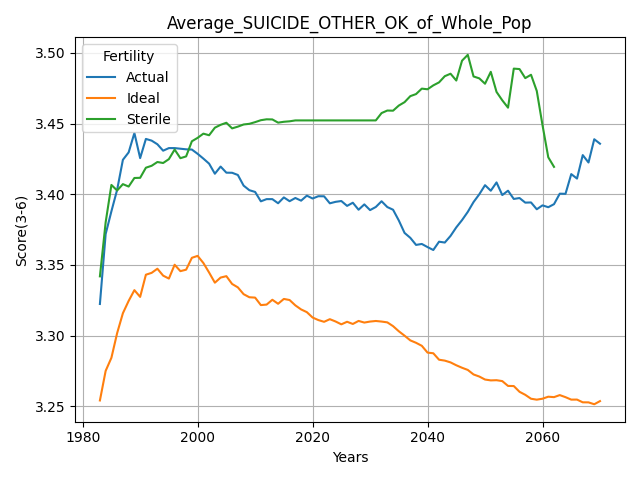 Average_SUICIDE_OTHER_OK_of_Whole_Pop
Fertility
Actual
Ideal
Sterile
Score(3-6)
3.50
3.45
3.40
3.35
3.30
3.25
1980 2000 2020 2040 2060
Years